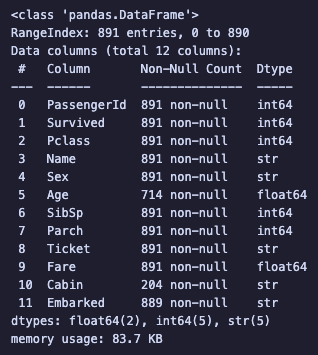 <class 'pandas.DataFrame'>
RangeIndex: 891 entries, 0 to 890
Data columns (total 12 columns):
 #   Column       Non-Null Count  Dtype
---  ------       --------------  -----
 0   PassengerId  891 non-null    int64
 1   Survived     891 non-null    int64
 2   Pclass       891 non-null    int64
 3   Name         891 non-null    str
 4   Sex          891 non-null    str
 5   Age          714 non-null    float64
 6   SibSp        891 non-null    int64
 7   Parch        891 non-null    int64
 8   Ticket       891 non-null    str
 9   Fare         891 non-null    float64
 10  Cabin        204 non-null    str
 11  Embarked     889 non-null    str
dtypes: float64(2), int64(5), str(5)
memory usage: 83.7 KB